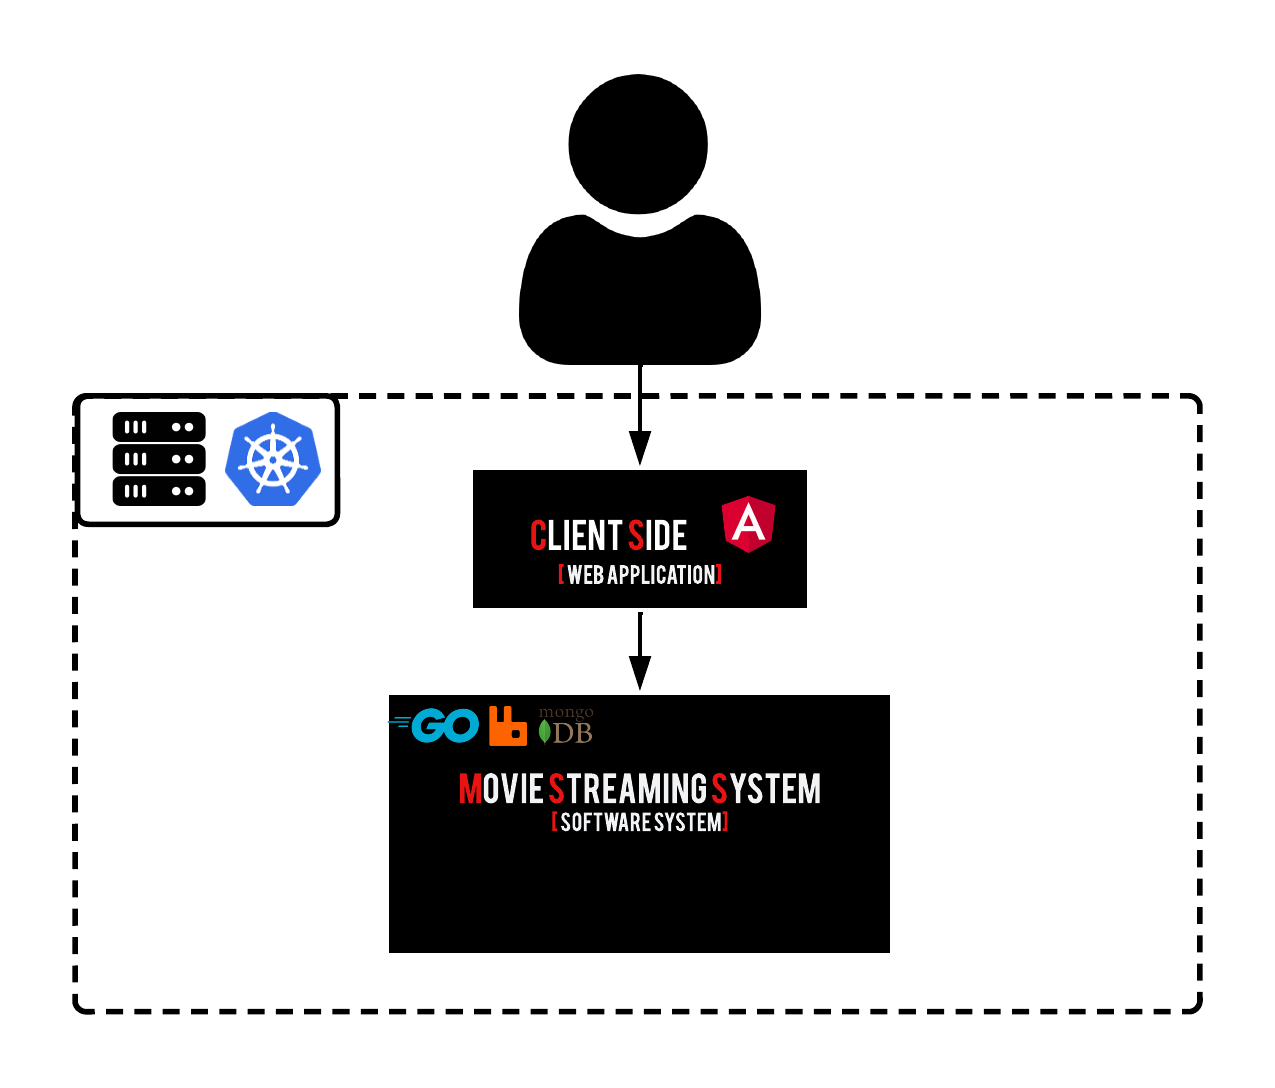 CLIENT SIDE
A
[ WEB APPLICATION]
GO
mongo
DB
MOVIE STREAMING SYSTEM
[ SOFTWARE SYSTEM]